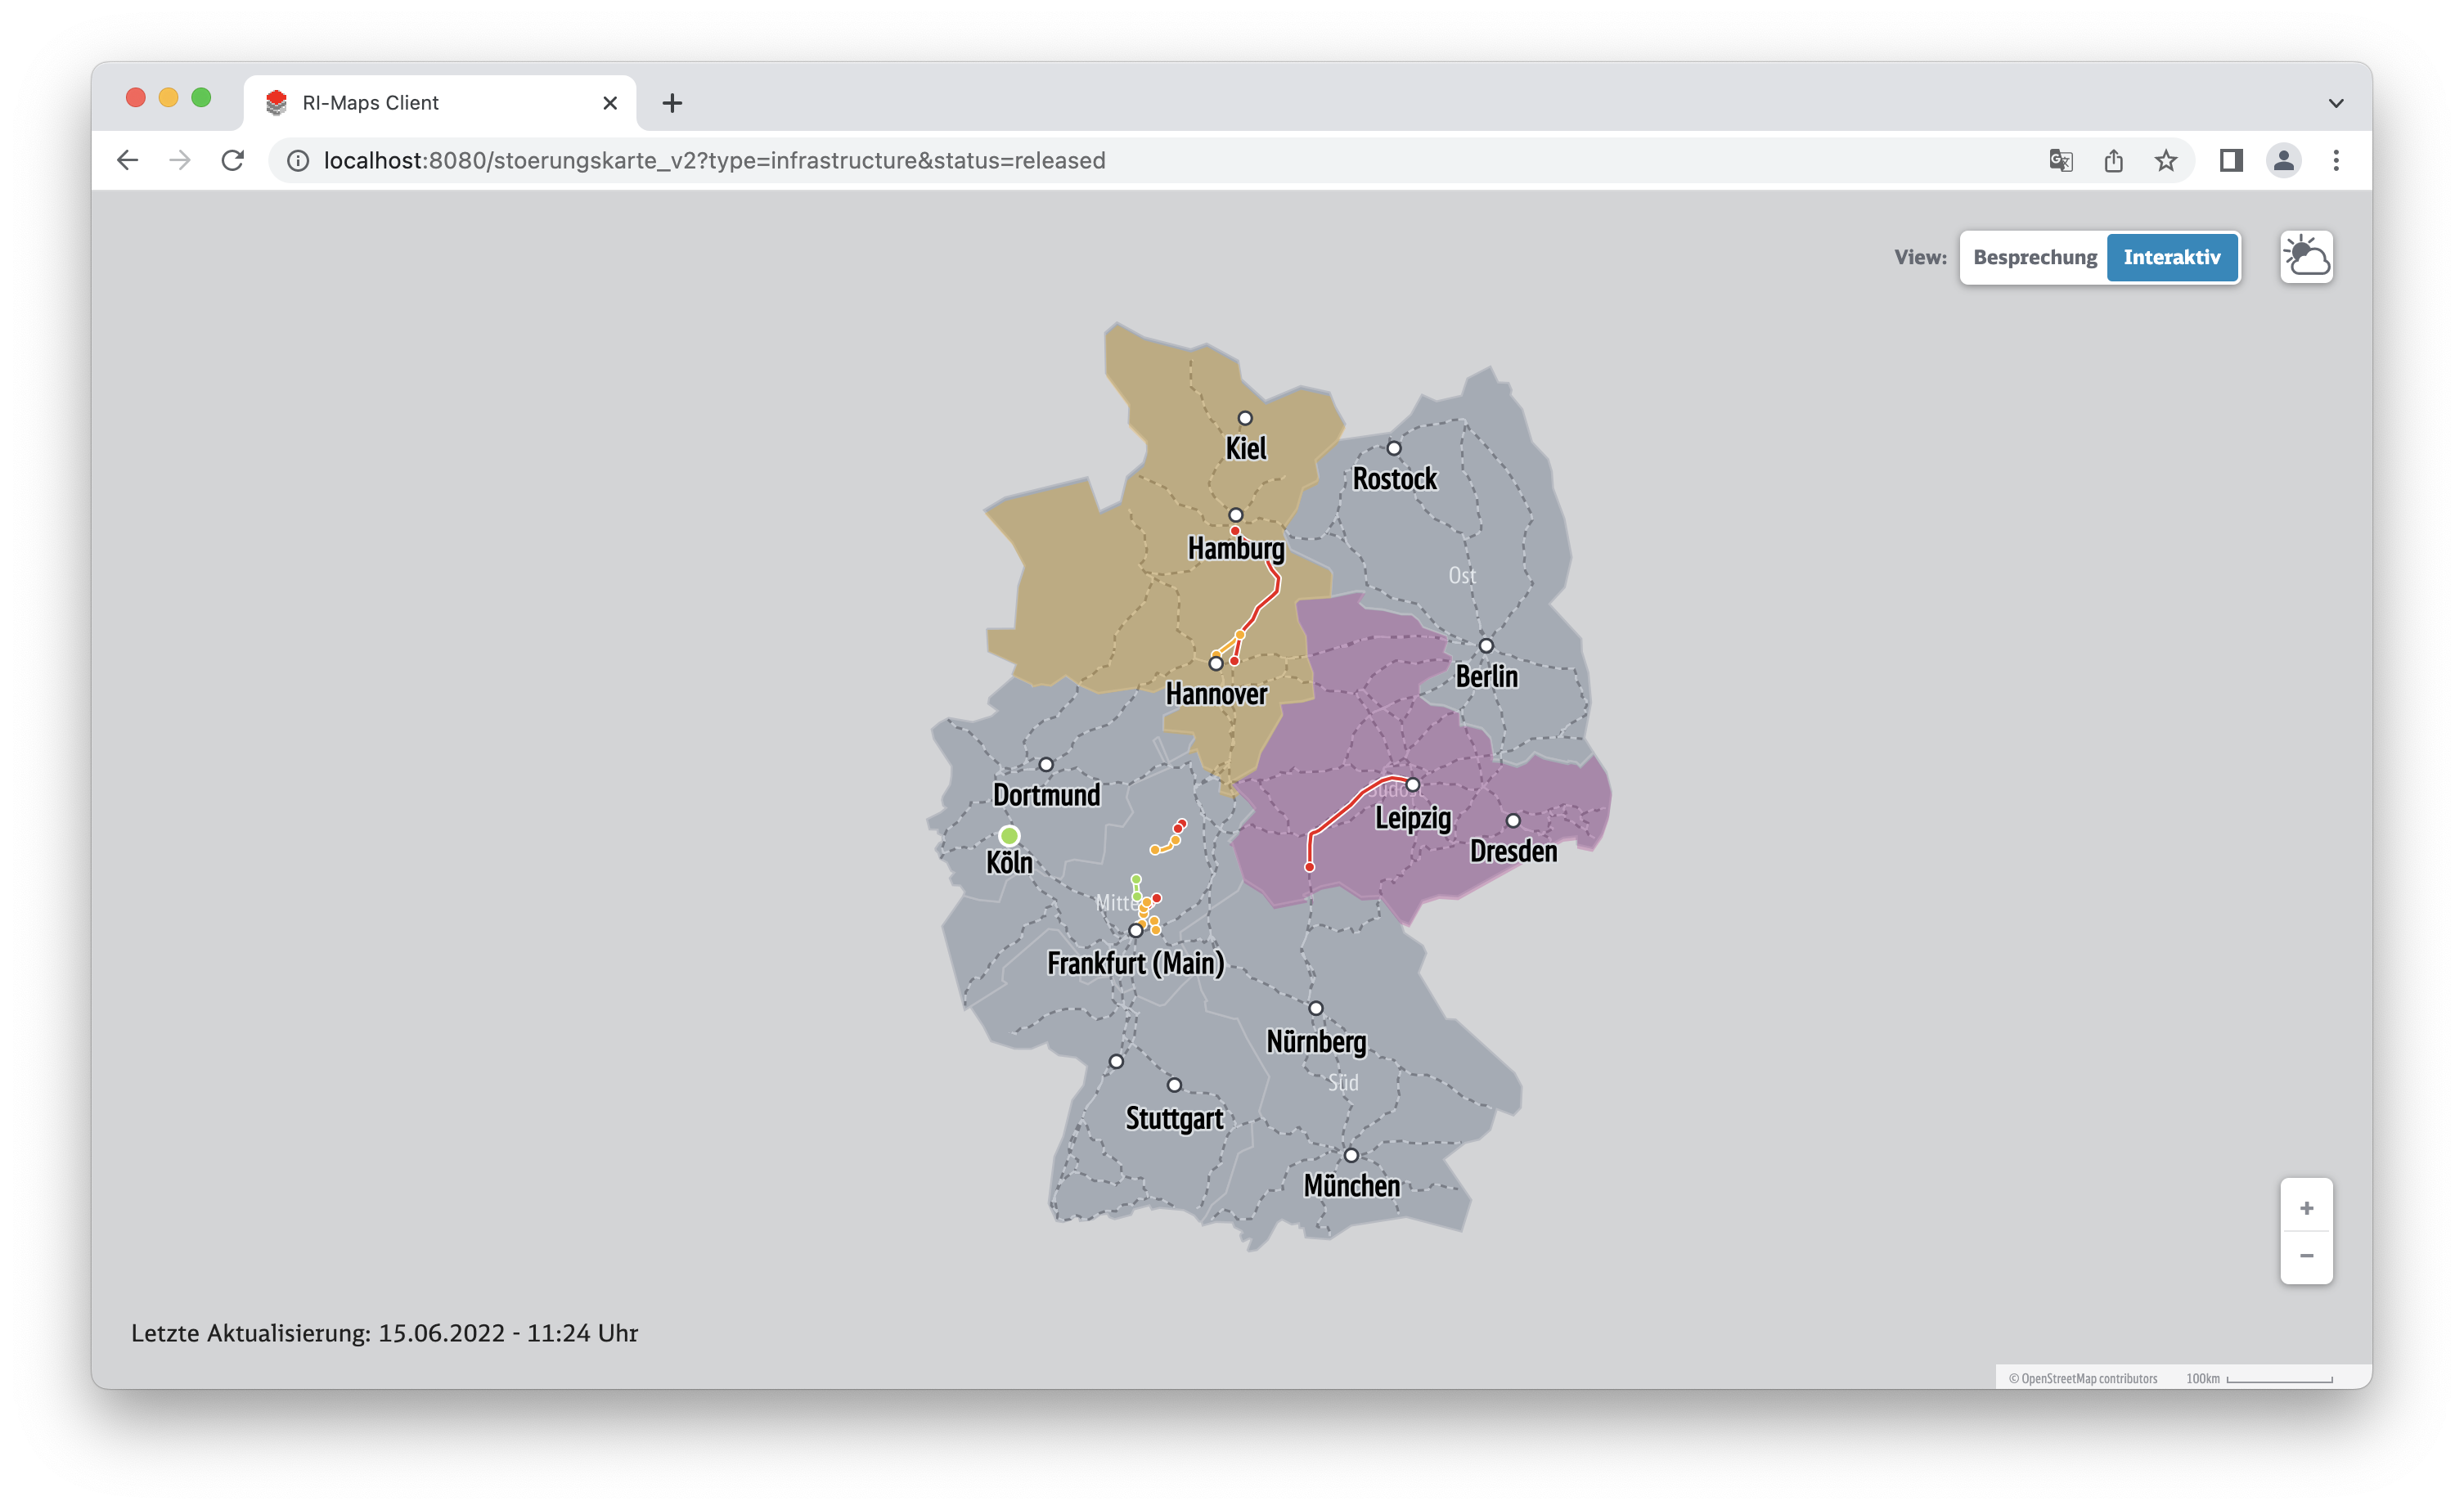 RI-Maps Client
localhost:8080/stoerungskarte_v2?type=infrastructure&status=released
View: Besprechung Interaktiv
Kiel
Rostock
Hamburg
Ost
Berlin
Hannover
Südost
Dortmund
Leipzig
Dresden
Köln
Mitte
Frankfurt (Main)
Nürnberg
Süd
Stuttgart
München
+
−
Letzte Aktualisierung: 15.06.2022 - 11:24 Uhr
© OpenStreetMap contributors 100km